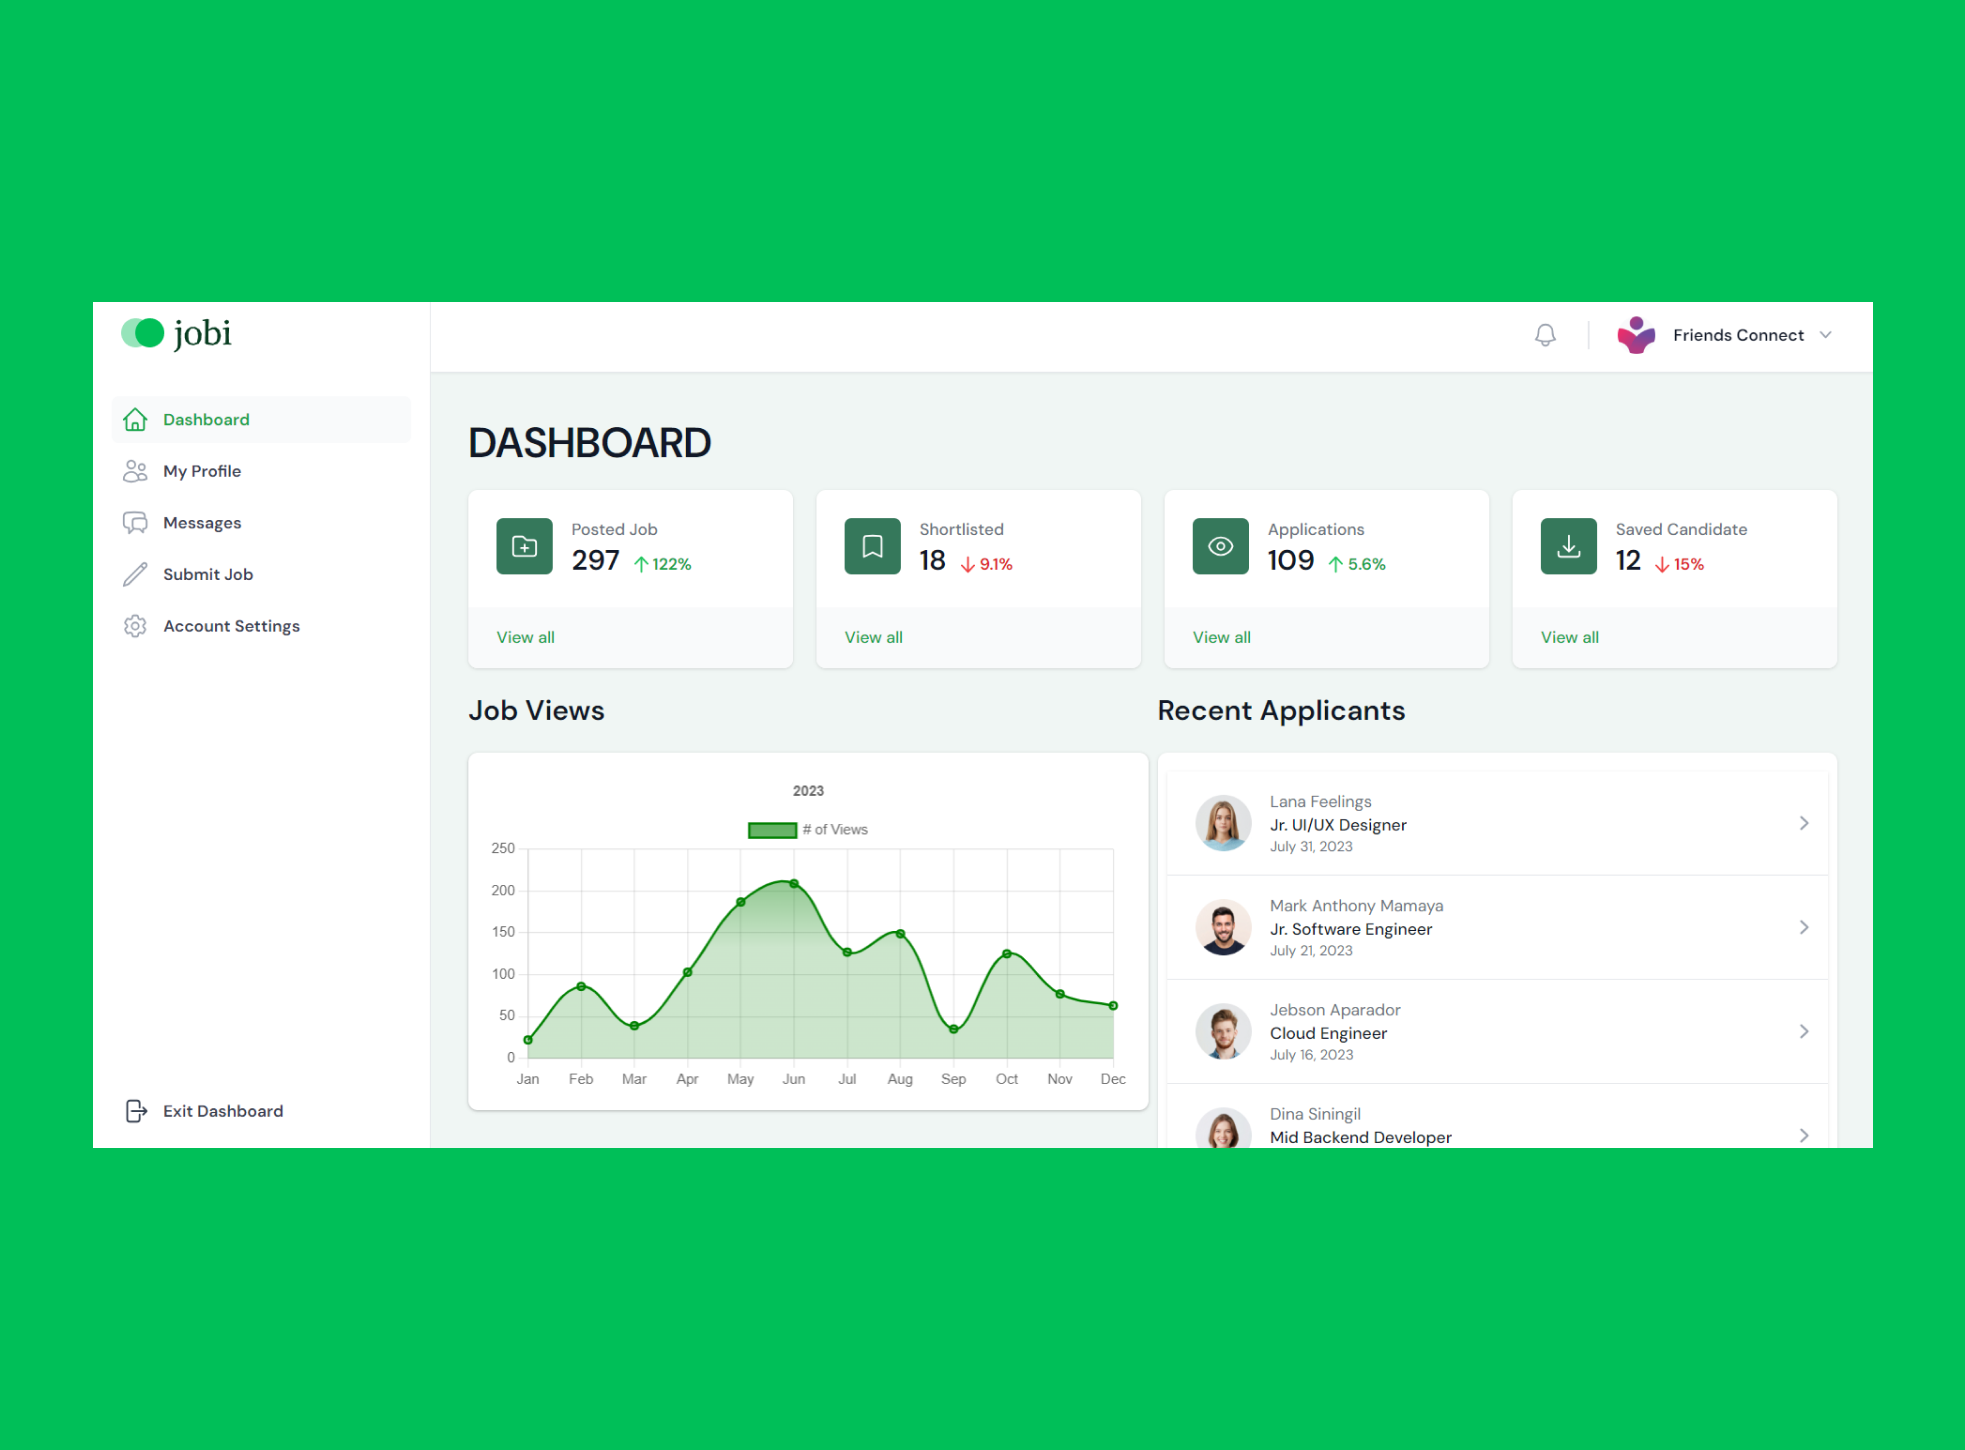 jobi
Friends Connect
Dashboard
My Profile
Messages
Submit Job
Account Settings
Exit Dashboard
DASHBOARD
Posted Job
297 122%
View all
Shortlisted
18 9.1%
View all
Applications
109 5.6%
View all
Saved Candidate
12 15%
View all
Job Views
2023
# of Views
250
200
150
100
50
0
Jan Feb Mar Apr May Jun Jul Aug Sep Oct Nov Dec
Recent Applicants
Lana Feelings
Jr. UI/UX Designer
July 31, 2023
Mark Anthony Mamaya
Jr. Software Engineer
July 21, 2023
Jebson Aparador
Cloud Engineer
July 16, 2023
Dina Siningil
Mid Backend Developer